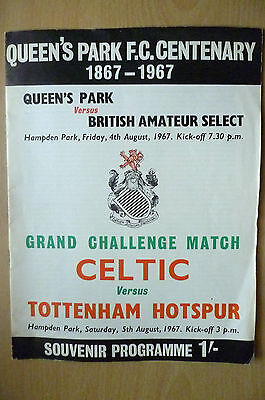 QUEEN'S PARK F.C. CENTENARY
1867-1967
QUEEN'S PARK
Versus
BRITISH AMATEUR SELECT
Hampden Park, Friday, 4th August, 1967. Kick-off 7.30 p.m.
GRAND CHALLENGE MATCH
CELTIC
Versus
TOTTENHAM HOTSPUR
Hampden Park, Saturday, 5th August, 1967. Kick-off 3 p.m.
SOUVENIR PROGRAMME 1/-